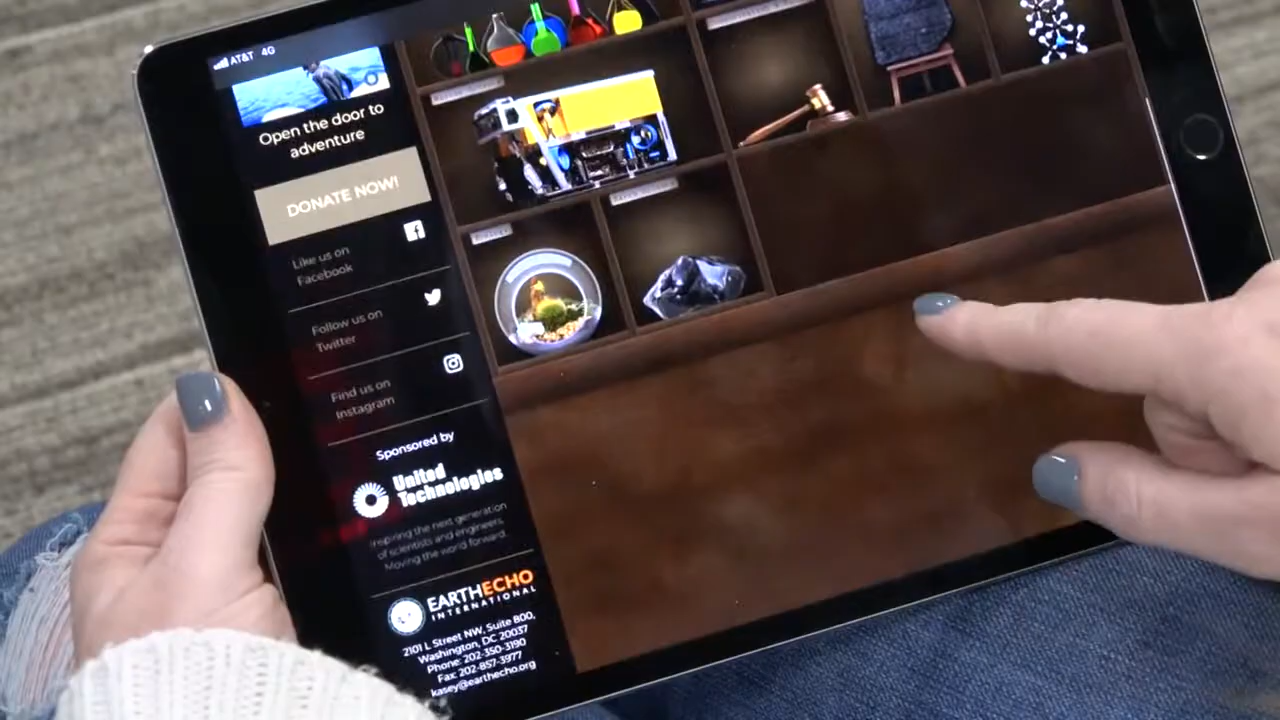 AT&T 4G
Open the door to
adventure
DONATE NOW!
Like us on
Facebook
Follow us on
Twitter
Find us on
Instagram
Sponsored by
United
Technologies
Inspiring the next generation
of scientists and engineers.
Moving the world forward.
EARTHECHO
INTERNATIONAL
2101 L Street NW, Suite 800,
Washington, DC 20037
Phone: 202-350-3190
Fax: 202-857-3977
kasey@earthecho.org